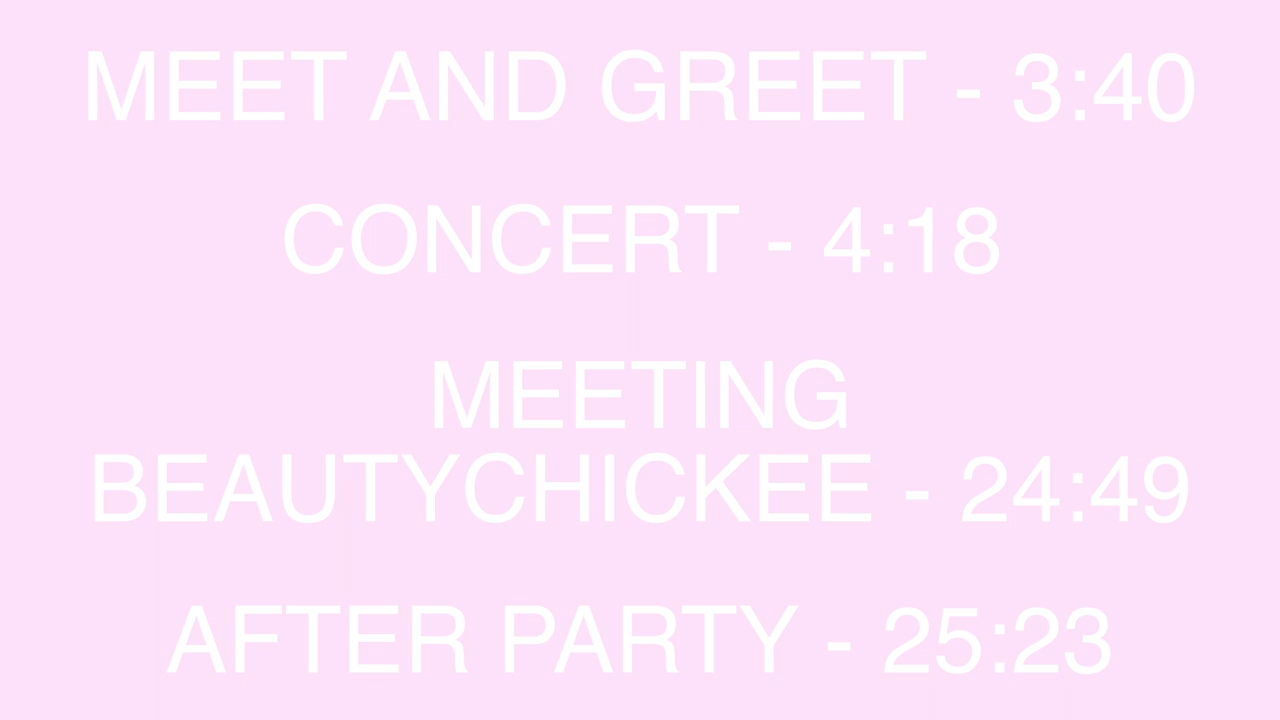 MEET AND GREET - 3:40
CONCERT - 4:18
MEETING
BEAUTYCHICKEE - 24:49
AFTER PARTY - 25:23